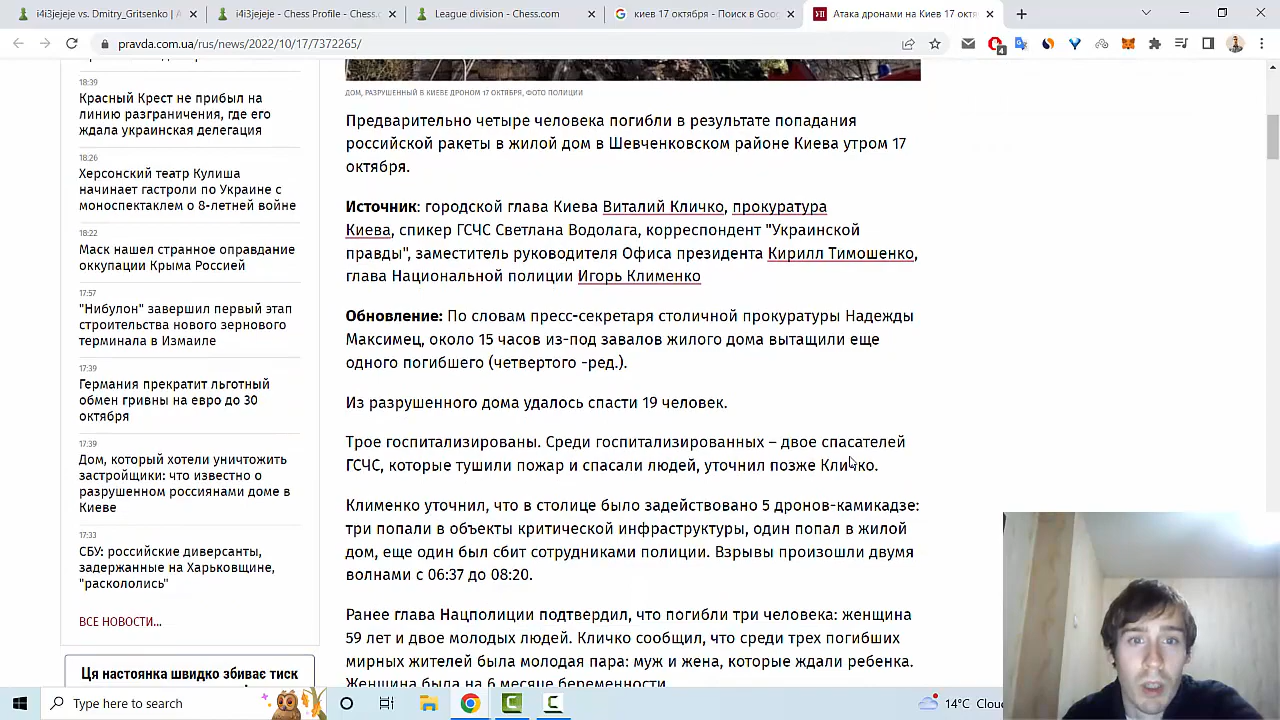 i4i3jejeje vs. Dmitry_Gritsenko | A
i4i3jejeje - Chess Profile - Chess.co
League division - Chess.com
киев 17 октября - Поиск в Goog
Атака дронами на Киев 17 октя
pravda.com.ua/rus/news/2022/10/17/7372265/
4
18:39
Красный Крест не прибыл на
линию разграничения, где его
ждала украинская делегация
18:26
Херсонский театр Кулиша
начинает гастроли по Украине с
моноспектаклем о 8-летней войне
18:22
Маск нашел странное оправдание
оккупации Крыма Россией
17:57
"Нибулон" завершил первый этап
строительства нового зернового
терминала в Измаиле
17:39
Германия прекратит льготный
обмен гривны на евро до 30
октября
17:39
Дом, который хотели уничтожить
застройщики: что известно о
разрушенном россиянами доме в
Киеве
17:33
СБУ: российские диверсанты,
задержанные на Харьковщине,
"раскололись"
ВСЕ НОВОСТИ...
Ця настоянка швидко збиває тиск
ДОМ, РАЗРУШЕННЫЙ В КИЕВЕ ДРОНОМ 17 ОКТЯБРЯ, ФОТО ПОЛИЦИИ
Предварительно четыре человека погибли в результате попадания
российской ракеты в жилой дом в Шевченковском районе Киева утром 17
октября.
Источник: городской глава Киева Виталий Кличко, прокуратура
Киева, спикер ГСЧС Светлана Водолага, корреспондент "Украинской
правды", заместитель руководителя Офиса президента Кирилл Тимошенко,
глава Национальной полиции Игорь Клименко
Обновление: По словам пресс-секретаря столичной прокуратуры Надежды
Максимец, около 15 часов из-под завалов жилого дома вытащили еще
одного погибшего (четвертого -ред.).
Из разрушенного дома удалось спасти 19 человек.
Трое госпитализированы. Среди госпитализированных – двое спасателей
ГСЧС, которые тушили пожар и спасали людей, уточнил позже Кличко.
Клименко уточнил, что в столице было задействовано 5 дронов-камикадзе:
три попали в объекты критической инфраструктуры, один попал в жилой
дом, еще один был сбит сотрудниками полиции. Взрывы произошли двумя
волнами с 06:37 до 08:20.
Ранее глава Нацполиции подтвердил, что погибли три человека: женщина
59 лет и двое молодых людей. Кличко сообщил, что среди трех погибших
мирных жителей была молодая пара: муж и жена, которые ждали ребенка.
Женщина была на 6 месяце беременности.
Type here to search
14°C Clou